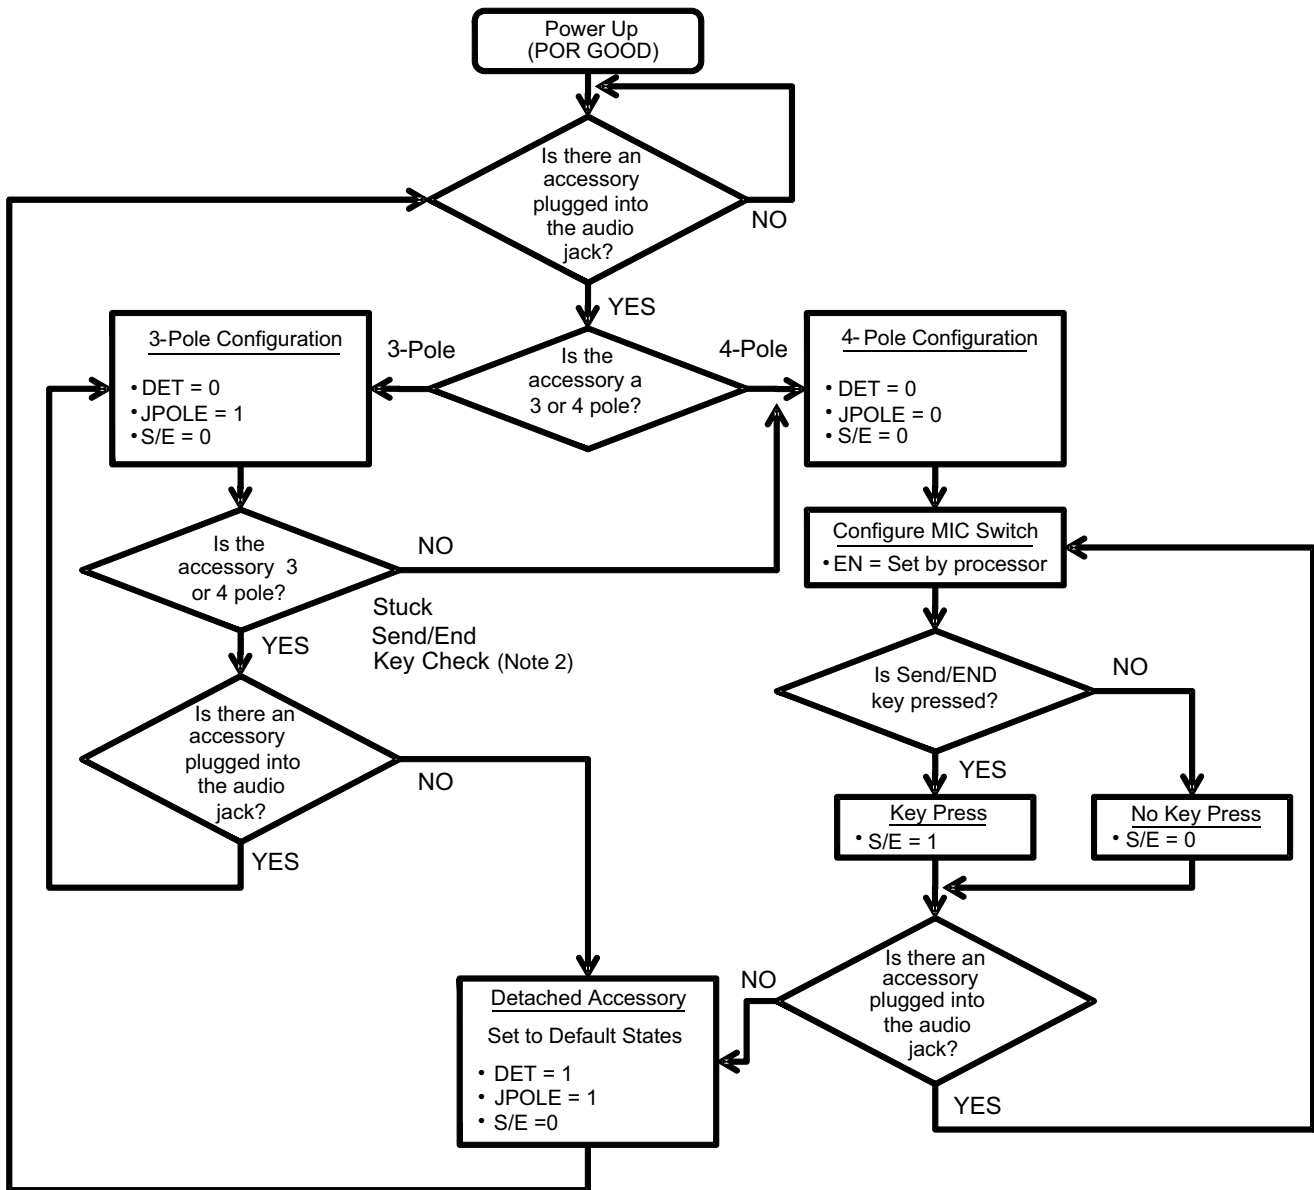 Power Up
(POR GOOD)
Is there an
accessory
plugged into
the audio
jack?
NO
YES
3-Pole Configuration
• DET = 0
• JPOLE = 1
• S/E = 0
3-Pole
Is the
accessory a
3 or 4 pole?
4-Pole
4- Pole Configuration
• DET = 0
• JPOLE = 0
• S/E = 0
Configure MIC Switch
• EN = Set by processor
Is the
accessory 3
or 4 pole?
NO
Stuck
Send/End
Key Check (Note 2)
YES
Is Send/END
key pressed?
NO
YES
Is there an
accessory
plugged into
the audio
jack?
NO
YES
Key Press
• S/E = 1
No Key Press
• S/E = 0
Is there an
accessory
plugged into
the audio
jack?
NO
YES
Detached Accessory
Set to Default States
• DET = 1
• JPOLE = 1
• S/E =0